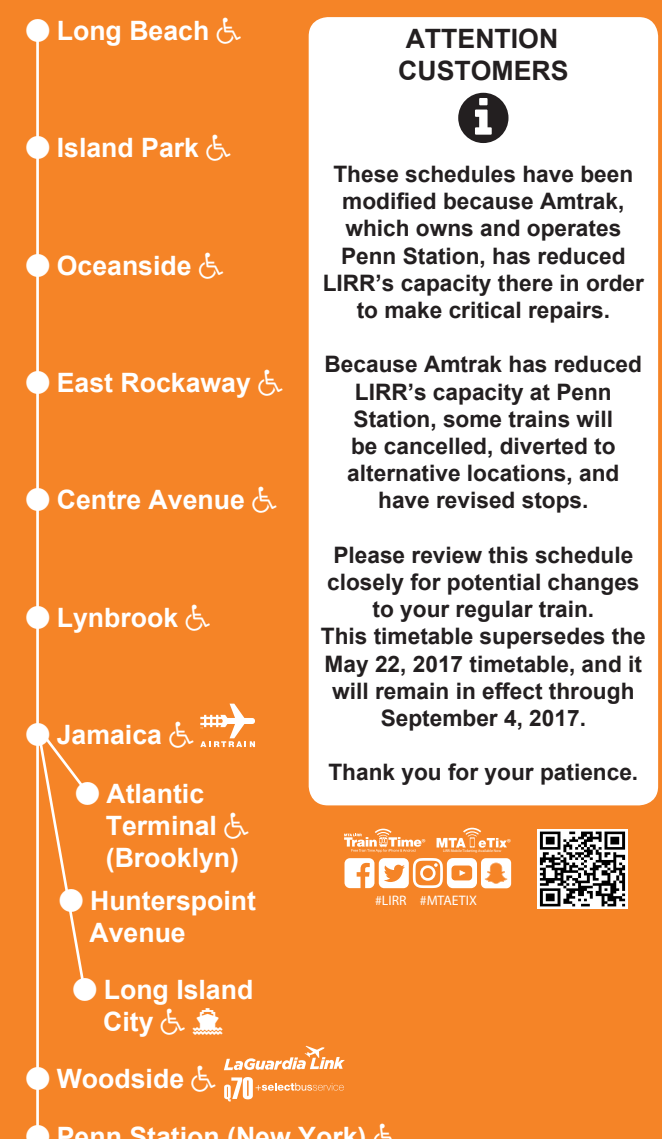 Long Beach
Island Park
Oceanside
East Rockaway
Centre Avenue
Lynbrook
Jamaica
AIRTRAIN
Atlantic
Terminal
(Brooklyn)
Hunterspoint
Avenue
Long Island
City
Woodside
LaGuardia Link
Q70 +selectbusservice
Penn Station (New York)
ATTENTION
CUSTOMERS
These schedules have been
modified because Amtrak,
which owns and operates
Penn Station, has reduced
LIRR’s capacity there in order
to make critical repairs.
Because Amtrak has reduced
LIRR’s capacity at Penn
Station, some trains will
be cancelled, diverted to
alternative locations, and
have revised stops.
Please review this schedule
closely for potential changes
to your regular train.
This timetable supersedes the
May 22, 2017 timetable, and it
will remain in effect through
September 4, 2017.
Thank you for your patience.
Train Time® MTA eTix®
#LIRR #MTAETIX